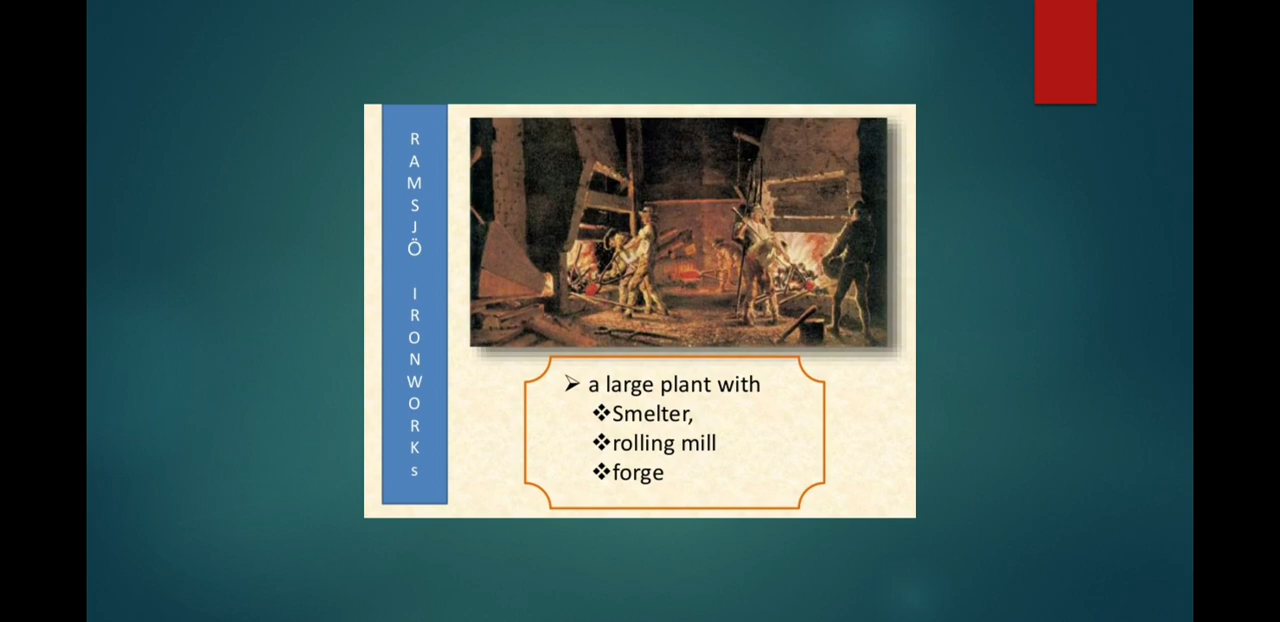 RAMSJÖ IRONWORKs
➢ a large plant with
❖Smelter,
❖rolling mill
❖forge